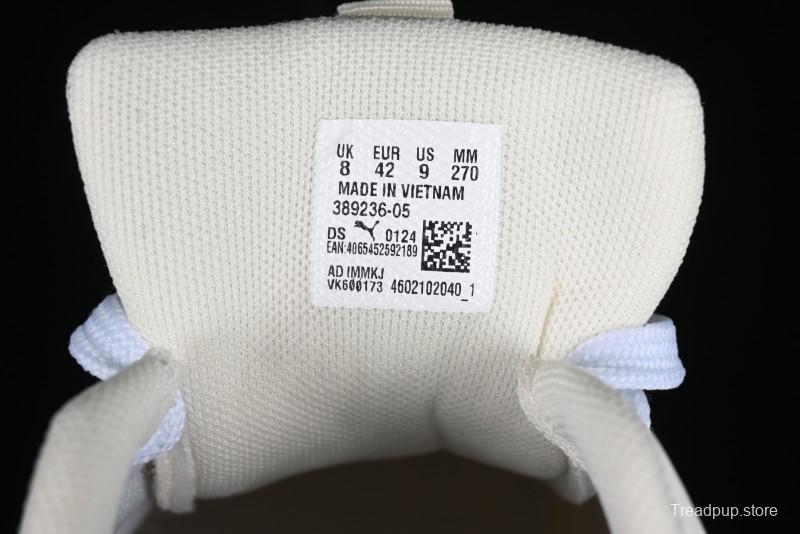 UK EUR US MM
8 42 9 270
MADE IN VIETNAM
389236-05
DS 0124
EAN:4065452592189
AD IMMKJ
VK600173 4602102040_1
Treadpup.store